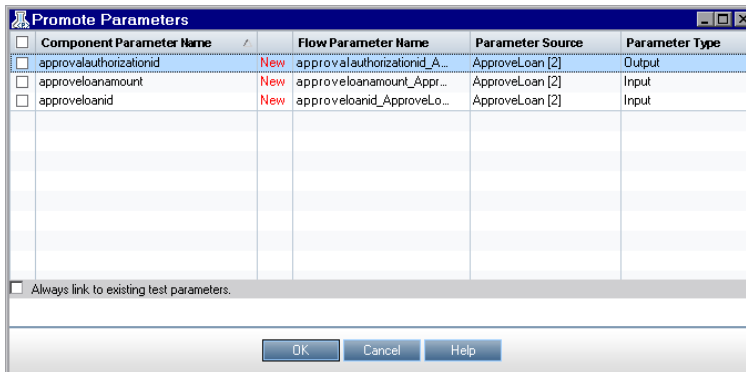 Promote Parameters
Component Parameter Name Flow Parameter Name Parameter Source Parameter Type
approvalauthorizationid New approvalauthorizationid_A... ApproveLoan [2] Output
approveloanamount New approveloanamount_Appr... ApproveLoan [2] Input
approveloanid New approveloanid_ApproveLo... ApproveLoan [2] Input
Always link to existing test parameters.
OK Cancel Help